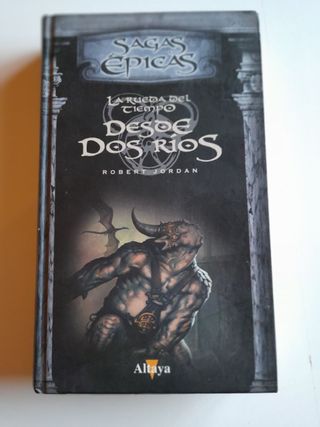 SAGAS
ÉPICAS
LA RUEDA DEL
TIEMPO
DESDE
DOS RÍOS
ROBERT JORDAN
Altaya